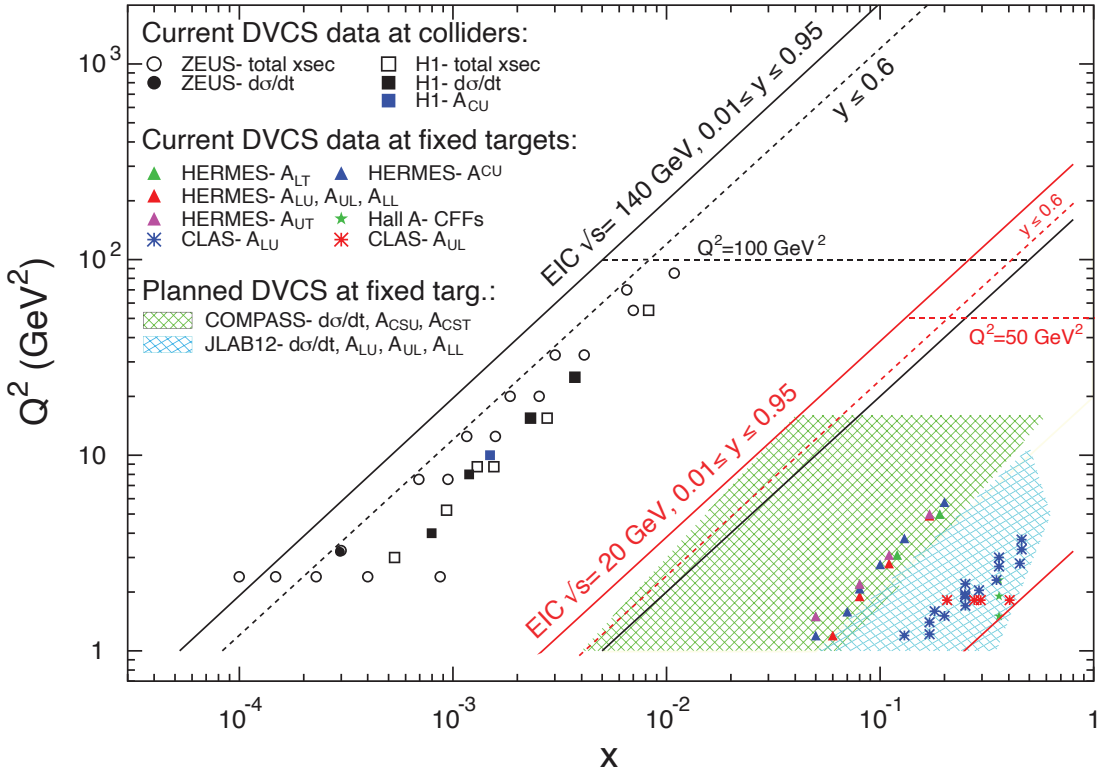 Current DVCS data at colliders:
ZEUS- total xsec
H1- total xsec
ZEUS- dσ/dt
H1- dσ/dt
H1- A_CU
Current DVCS data at fixed targets:
HERMES- A_LT
HERMES- A^CU
HERMES- A_LU, A_UL, A_LL
HERMES- A_UT
Hall A- CFFs
CLAS- A_LU
CLAS- A_UL
Planned DVCS at fixed targ.:
COMPASS- dσ/dt, A_CSU, A_CST
JLAB12- dσ/dt, A_LU, A_UL, A_LL
EIC √s= 140 GeV, 0.01≤ y ≤ 0.95
y ≤ 0.6
Q²=100 GeV²
EIC √s= 20 GeV, 0.01≤ y ≤ 0.95
y ≤ 0.6
Q²=50 GeV²
Q² (GeV²)
10³
10²
10
1
10⁻⁴
10⁻³
10⁻²
10⁻¹
1
x